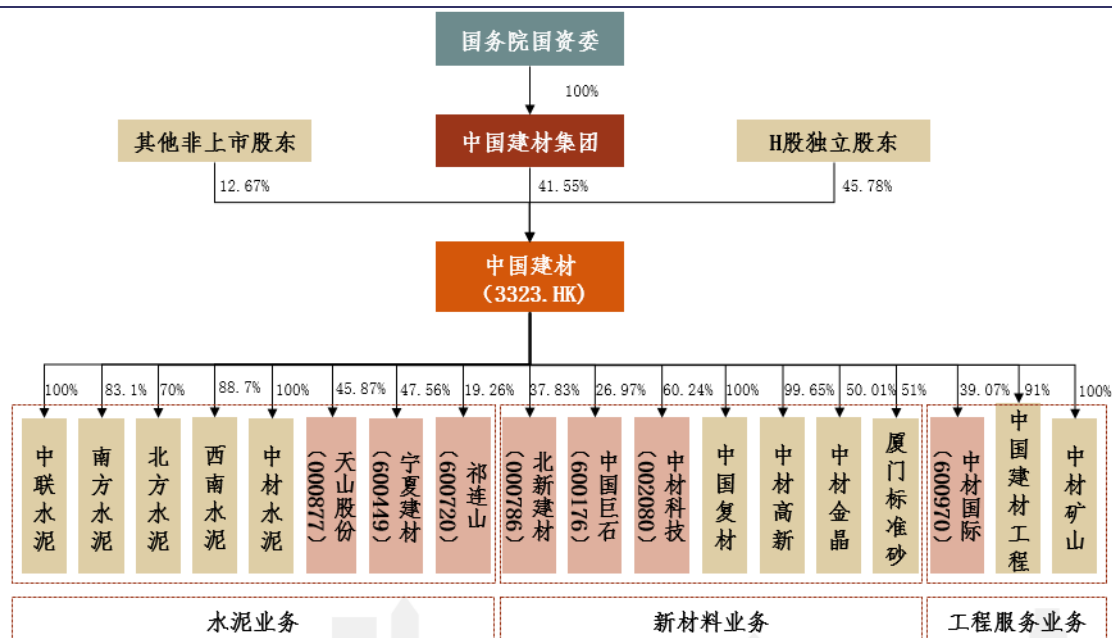 国务院国资委
100%
其他非上市股东
中国建材集团
H股独立股东
12.67%
41.55%
45.78%
中国建材
(3323.HK)
100%
83.1%
70%
88.7%
100%
45.87%
47.56%
19.26%
37.83%
26.97%
60.24%
100%
99.65%
50.01%
51%
39.07%
91%
100%
中联水泥
南方水泥
北方水泥
西南水泥
中材水泥
天山股份
(000877)
宁夏建材
(600449)
祁连山
(600720)
北新建材
(000786)
中国巨石
(600176)
中材科技
(002080)
中国复材
中材高新
中材金晶
厦门标准砂
中材国际
(600970)
中国建材工程
中材矿山
水泥业务
新材料业务
工程服务业务